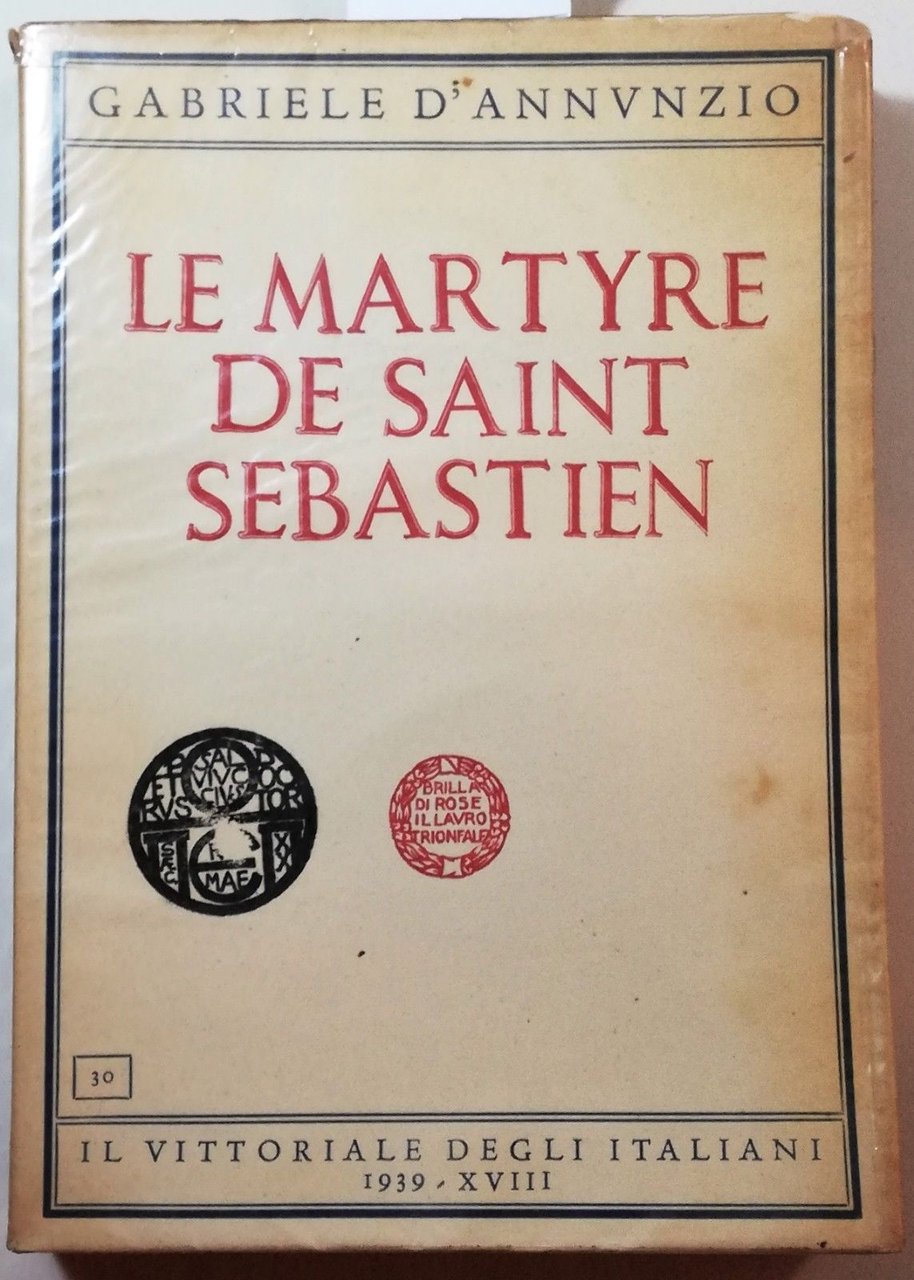 GABRIELE D'ANNVNZIO
LE MARTYRE
DE SAINT
SEBASTIEN
BRILLA
DI ROSE
IL LAVRO
TRIONFALE
30
IL VITTORIALE DEGLI ITALIANI
1939 - XVIII